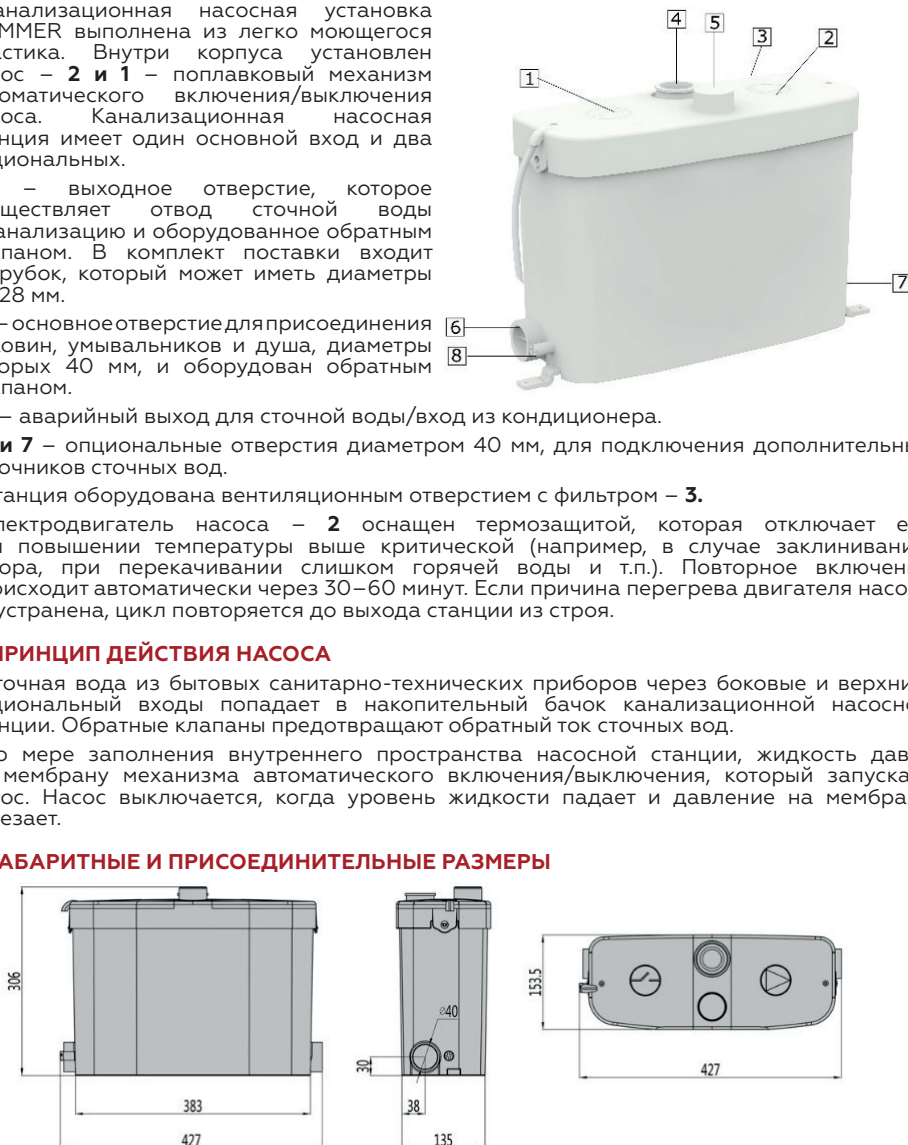 анализационная насосная установка
MMER выполнена из легко моющегося
астика. Внутри корпуса установлен
ос – 2 и 1 – поплавковый механизм
оматического включения/выключения
оса. Канализационная насосная
нция имеет один основной вход и два
циональных.
– выходное отверстие, которое
уществляет отвод сточной воды
анализацию и оборудованное обратным
апаном. В комплект поставки входит
рубок, который может иметь диаметры
28 мм.
– основное отверстие для присоединения
ковин, умывальников и душа, диаметры
орых 40 мм, и оборудован обратным
апаном.
1
4
5
3
2
6
8
7
– аварийный выход для сточной воды/вход из кондиционера.
и 7 – опциональные отверстия диаметром 40 мм, для подключения дополнительны
очников сточных вод.
танция оборудована вентиляционным отверстием с фильтром – 3.
лектродвигатель насоса – 2 оснащен термозащитой, которая отключает е
и повышении температуры выше критической (например, в случае заклинивани
ора, при перекачивании слишком горячей воды и т.п.). Повторное включени
оисходит автоматически через 30–60 минут. Если причина перегрева двигателя насо
устранена, цикл повторяется до выхода станции из строя.
РИНЦИП ДЕЙСТВИЯ НАСОСА
точная вода из бытовых санитарно-технических приборов через боковые и верхни
циональный входы попадает в накопительный бачок канализационной насосно
нции. Обратные клапаны предотвращают обратный ток сточных вод.
о мере заполнения внутреннего пространства насосной станции, жидкость дав
мембрану механизма автоматического включения/выключения, который запуска
ос. Насос выключается, когда уровень жидкости падает и давление на мембра
езает.
АБАРИТНЫЕ И ПРИСОЕДИНИТЕЛЬНЫЕ РАЗМЕРЫ
306
383
427
⌀40
30
38
135
153.5
427